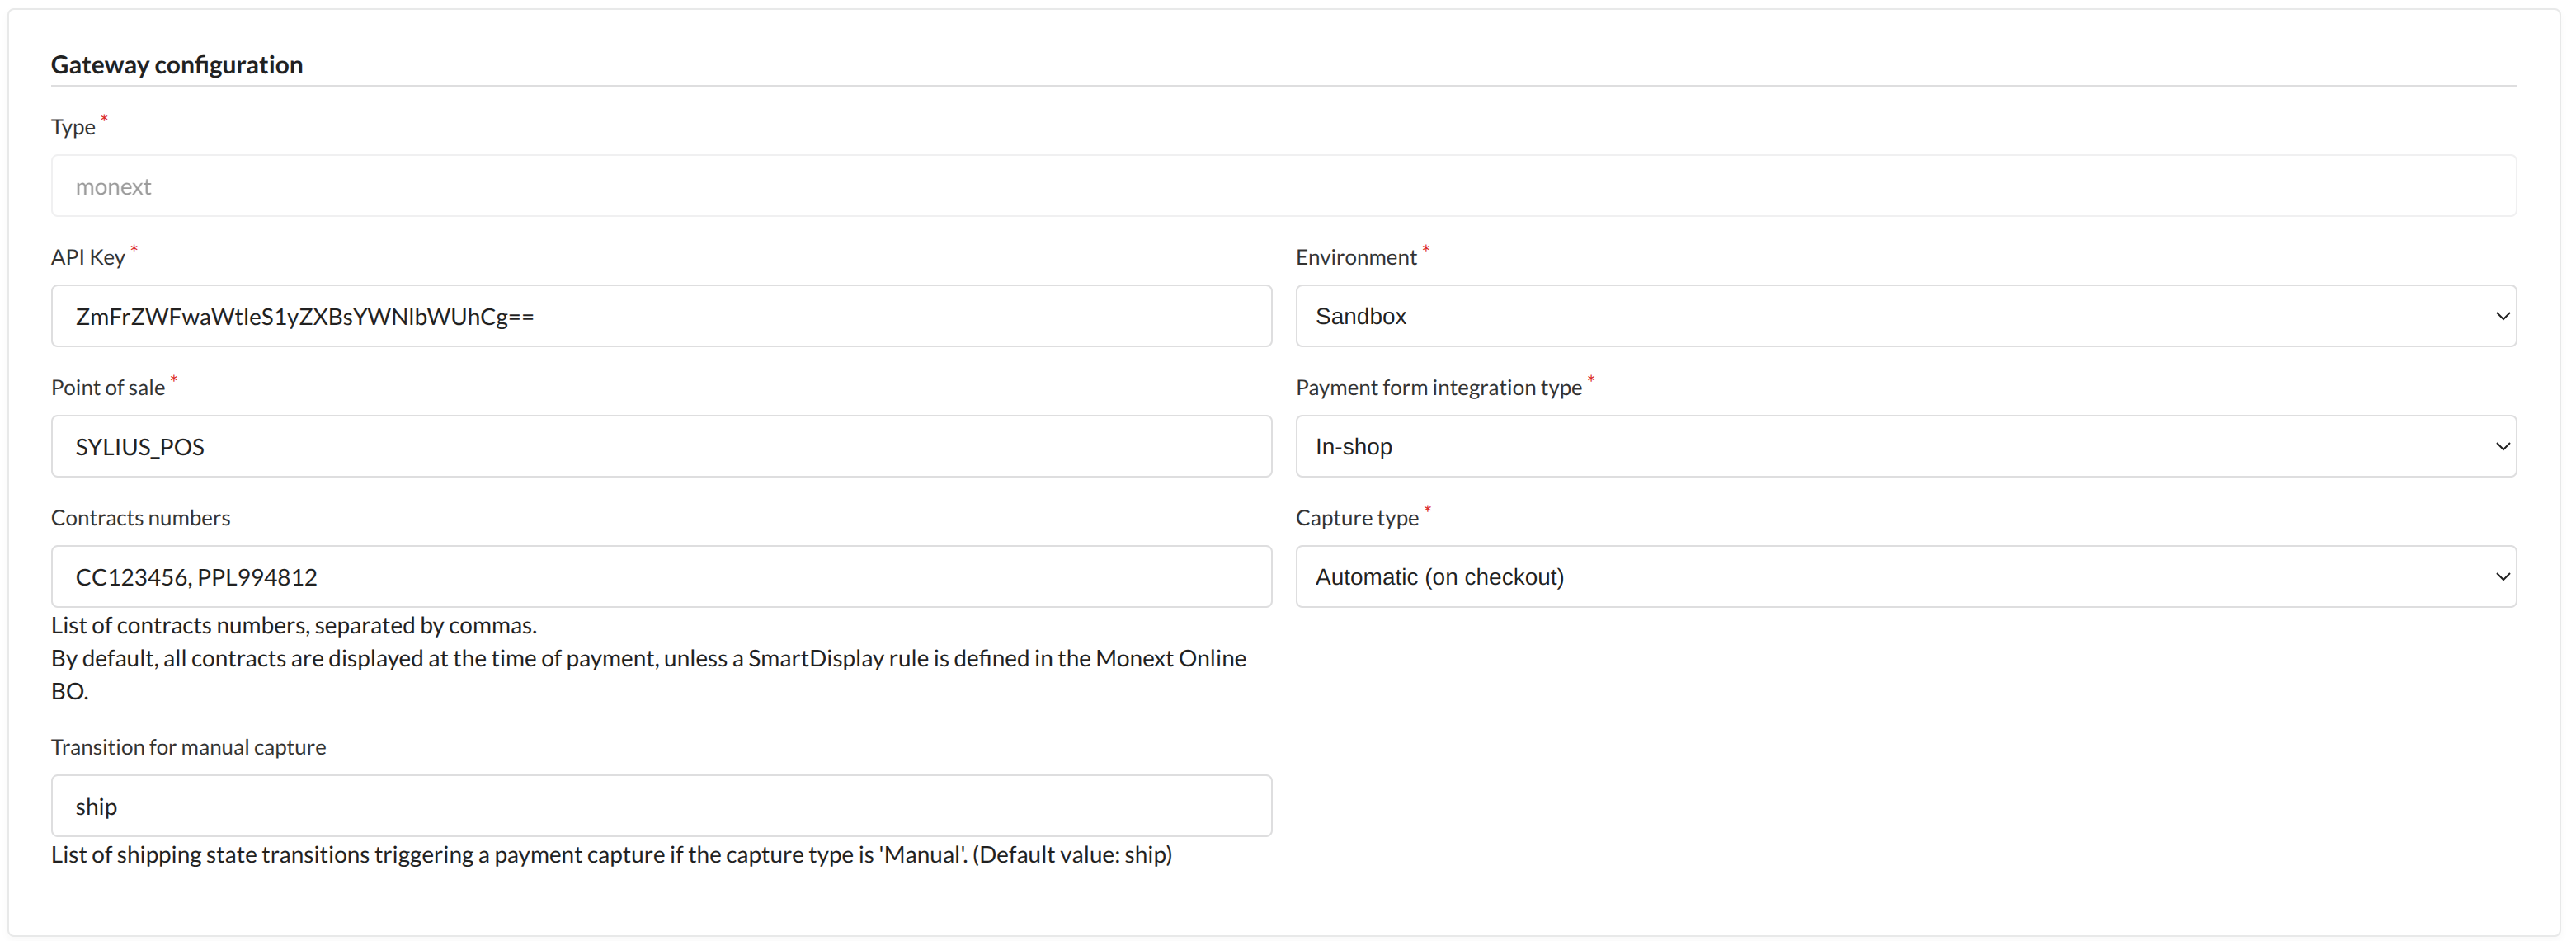 Gateway configuration
Type *
monext
API Key *
ZmFrZWFwaWtleS1yZXBsYWNlbWUhCg==
Environment *
Sandbox
Point of sale *
SYLIUS_POS
Payment form integration type *
In-shop
Contracts numbers
CC123456, PPL994812
Capture type *
Automatic (on checkout)
List of contracts numbers, separated by commas.
By default, all contracts are displayed at the time of payment, unless a SmartDisplay rule is defined in the Monext Online
BO.
Transition for manual capture
ship
List of shipping state transitions triggering a payment capture if the capture type is 'Manual'. (Default value: ship)